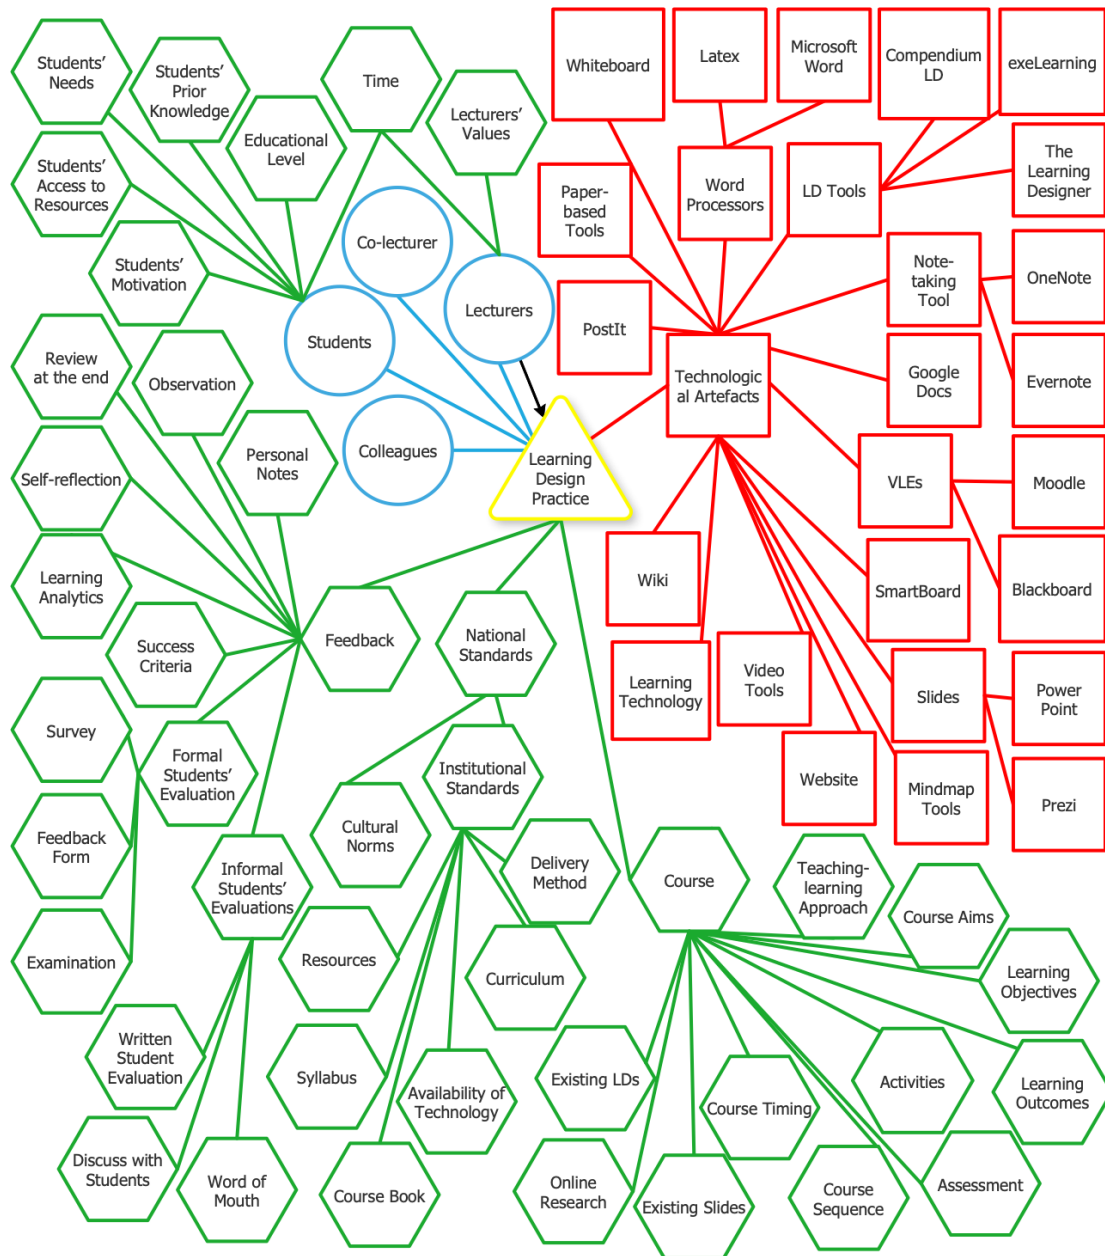 Students'
Needs
Students'
Prior
Knowledge
Time
Educational
Level
Lecturers'
Values
Students'
Access to
Resources
Students'
Motivation
Co-lecturer
Lecturers
Students
Colleagues
Whiteboard
Latex
Microsoft
Word
Compendium
LD
exeLearning
Paper-
based
Tools
Word
Processors
LD Tools
The
Learning
Designer
Note-
taking
Tool
OneNote
PostIt
Technologic
al Artefacts
Google
Docs
Evernote
Review
at the end
Observation
Personal
Notes
Learning
Design
Practice
VLEs
Moodle
Self-reflection
Learning
Analytics
Wiki
SmartBoard
Blackboard
Success
Criteria
Feedback
National
Standards
Learning
Technology
Video
Tools
Slides
Power
Point
Survey
Formal
Students'
Evaluation
Institutional
Standards
Website
Mindmap
Tools
Prezi
Feedback
Form
Cultural
Norms
Informal
Students'
Evaluations
Delivery
Method
Course
Teaching-
learning
Approach
Course Aims
Examination
Resources
Curriculum
Learning
Objectives
Written
Student
Evaluation
Syllabus
Availability of
Technology
Existing LDs
Course Timing
Activities
Learning
Outcomes
Discuss with
Students
Word of
Mouth
Course Book
Online
Research
Existing Slides
Course
Sequence
Assessment